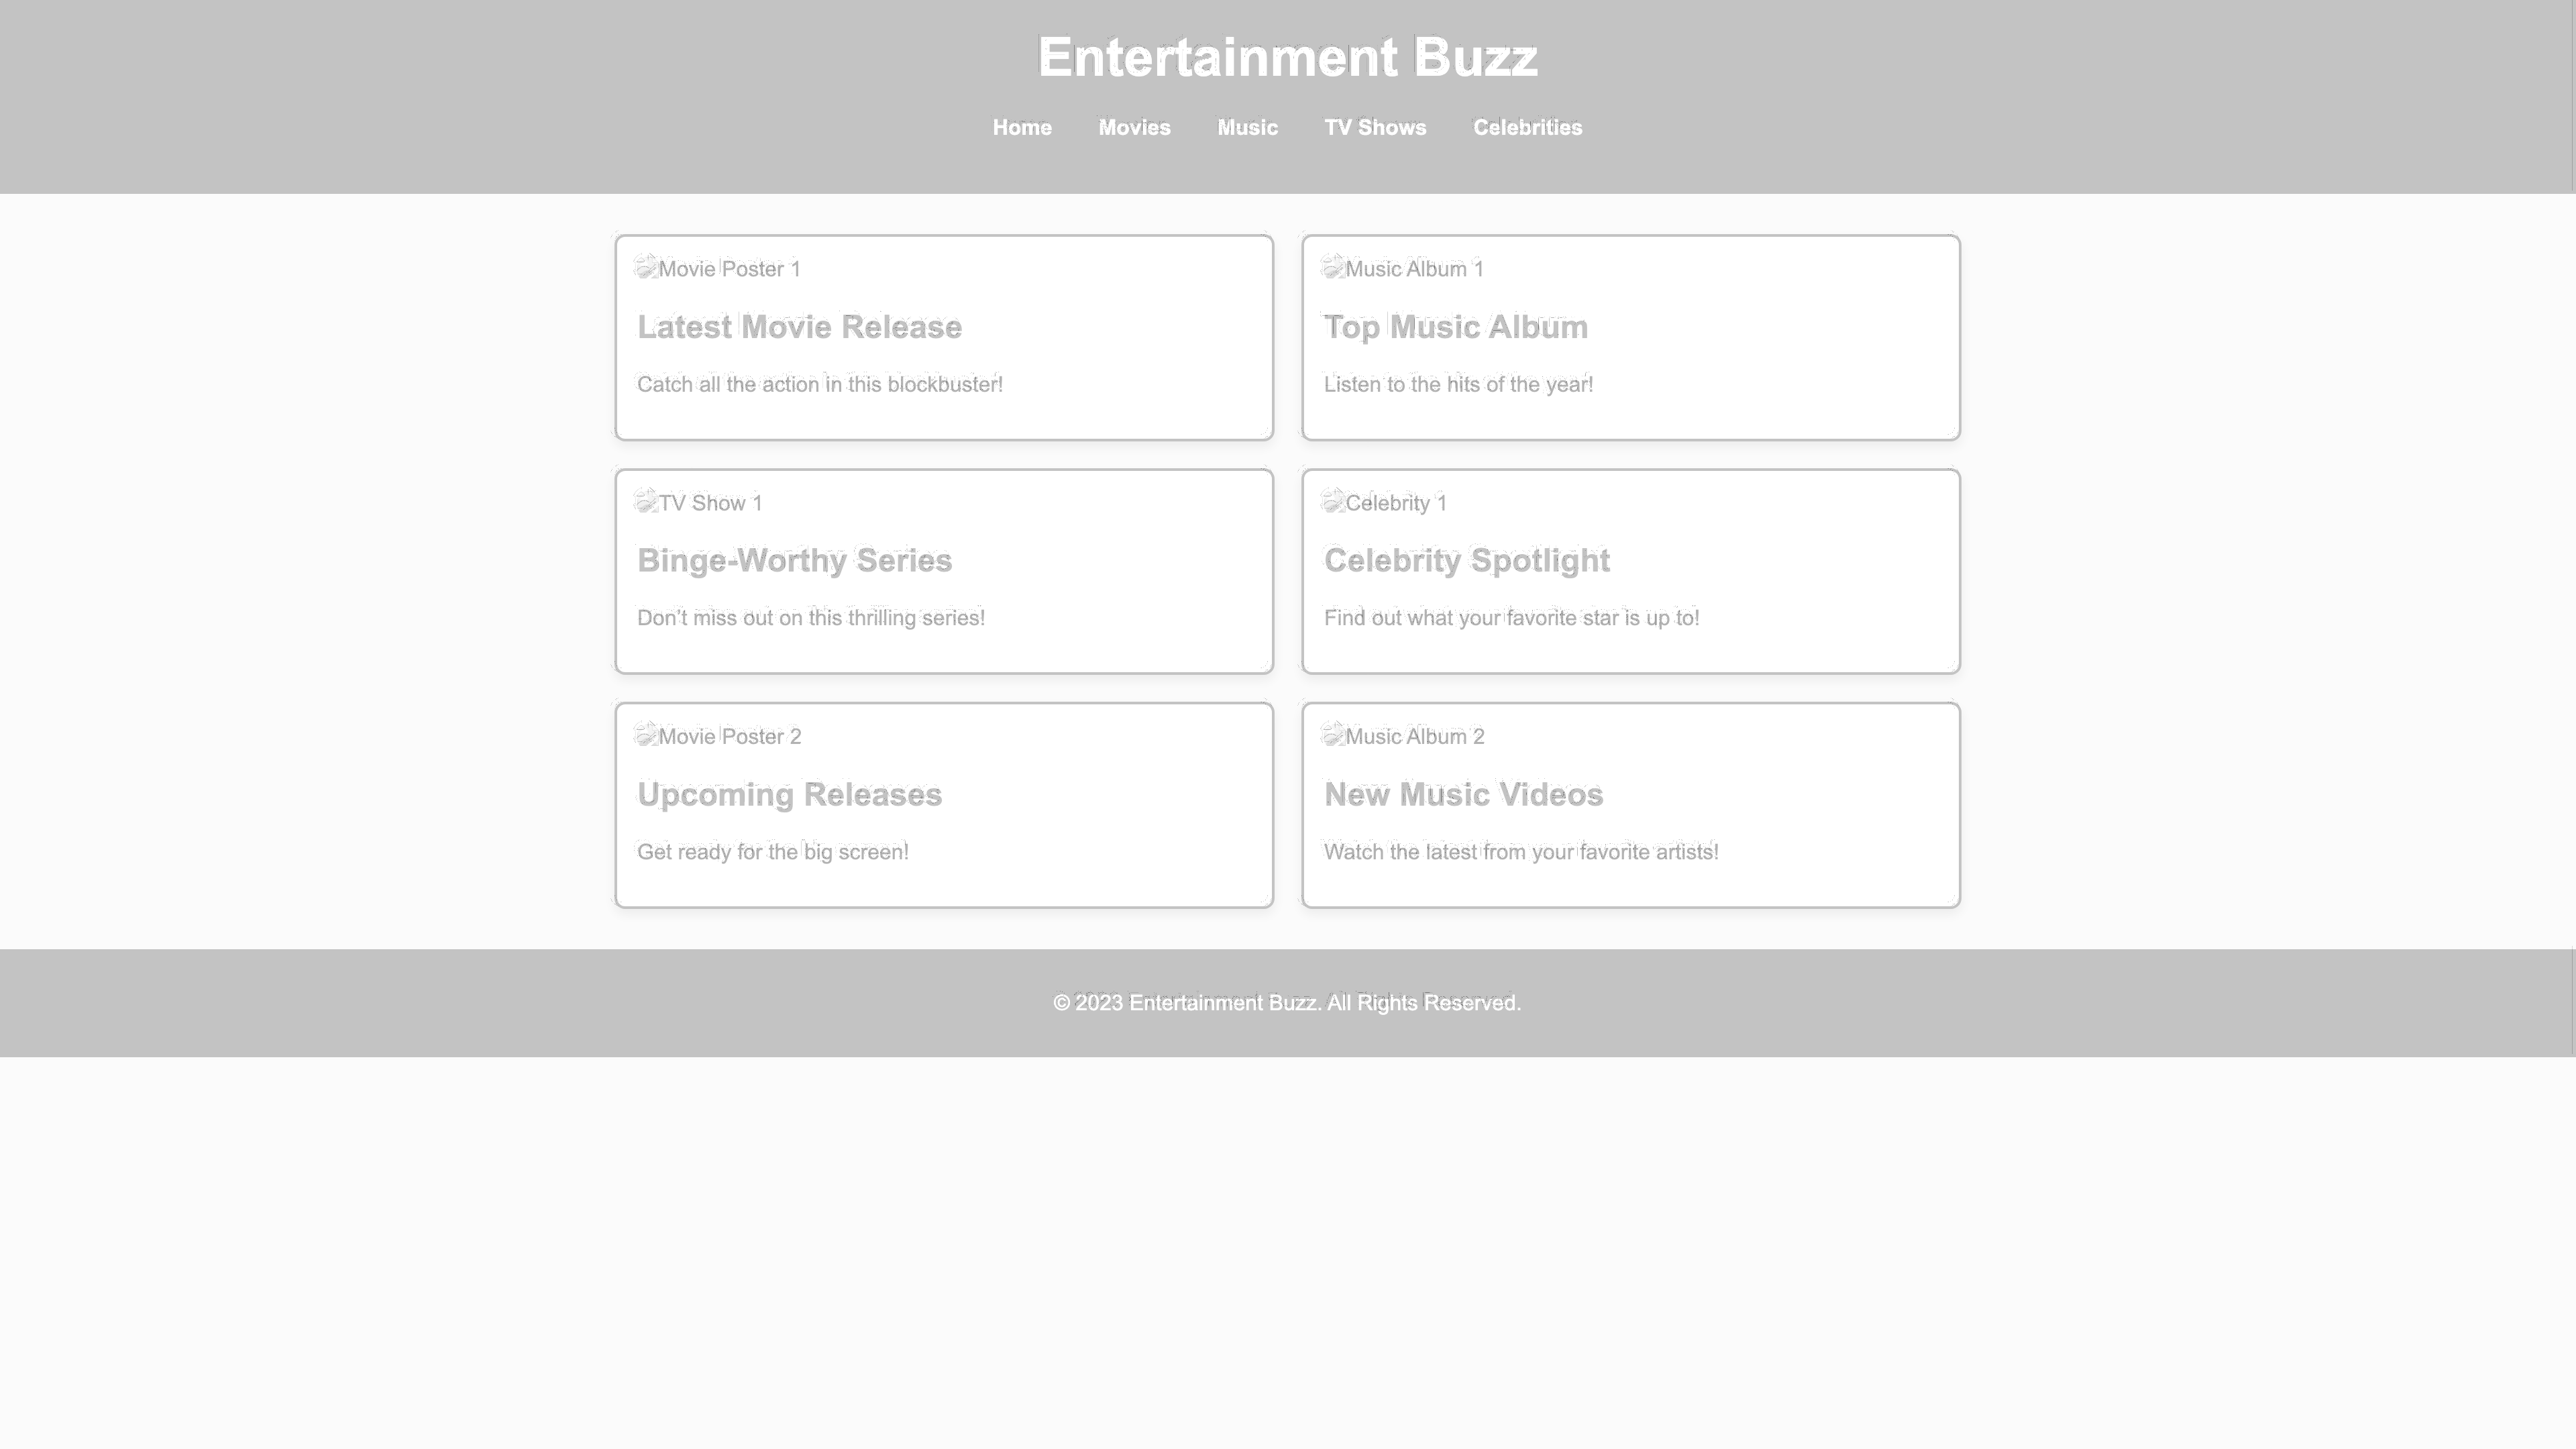 Entertainment Buzz
Home Movies Music TV Shows Celebrities
Movie Poster 1
Latest Movie Release
Catch all the action in this blockbuster!
Music Album 1
Top Music Album
Listen to the hits of the year!
TV Show 1
Binge-Worthy Series
Don't miss out on this thrilling series!
Celebrity 1
Celebrity Spotlight
Find out what your favorite star is up to!
Movie Poster 2
Upcoming Releases
Get ready for the big screen!
Music Album 2
New Music Videos
Watch the latest from your favorite artists!
© 2023 Entertainment Buzz. All Rights Reserved.